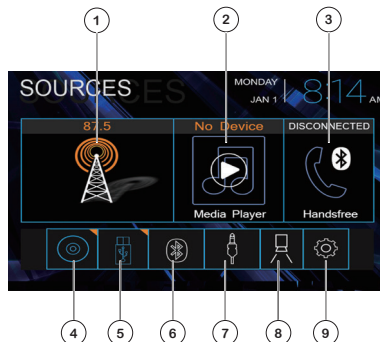 1 2 3
SOURCES
MONDAY
JAN 1
8:14 AM
87.5 No Device DISCONNECTED
Media Player Handsfree
4 5 6 7 8 9